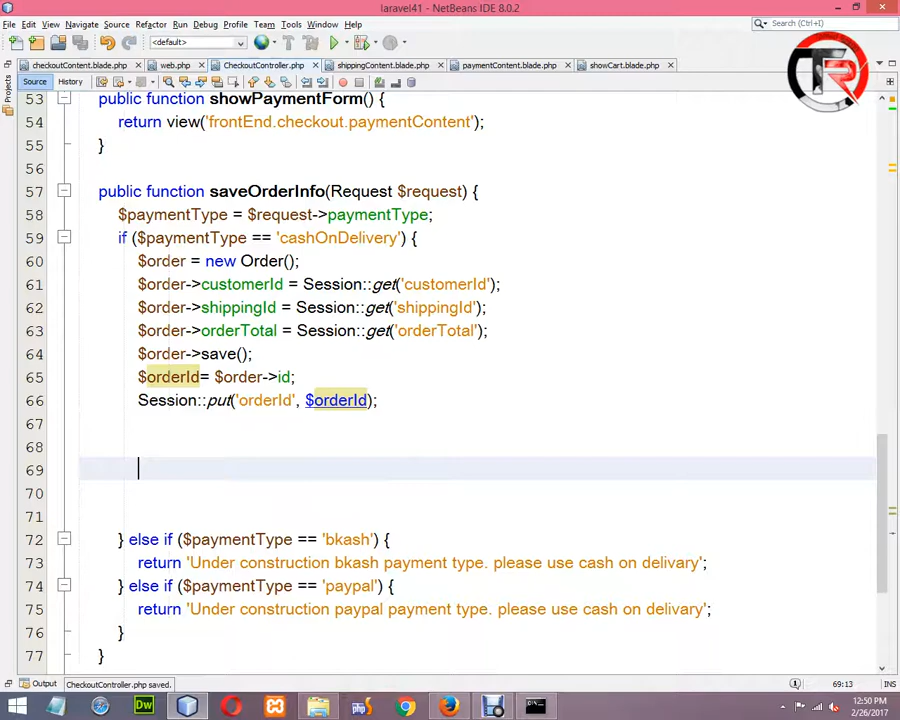 laravel41 - NetBeans IDE 8.0.2
File Edit View Navigate Source Refactor Run Debug Profile Team Tools Window Help
Search (Ctrl+I)
<default>
checkoutContent.blade.php web.php CheckoutController.php shippingContent.blade.php paymentContent.blade.php showCart.blade.php
Source History
Projects
53 public function showPaymentForm() {
54 return view('frontEnd.checkout.paymentContent');
55 }
56
57 public function saveOrderInfo(Request $request) {
58 $paymentType = $request->paymentType;
59 if ($paymentType == 'cashOnDelivery') {
60 $order = new Order();
61 $order->customerId = Session::get('customerId');
62 $order->shippingId = Session::get('shippingId');
63 $order->orderTotal = Session::get('orderTotal');
64 $order->save();
65 $orderId= $order->id;
66 Session::put('orderId', $orderId);
67
68
69
70
71
72 } else if ($paymentType == 'bkash') {
73 return 'Under construction bkash payment type. please use cash on delivary';
74 } else if ($paymentType == 'paypal') {
75 return 'Under construction paypal payment type. please use cash on delivary';
76 }
77 }
Output
CheckoutController.php saved.
69:13 INS
12:50 PM
2/26/2017